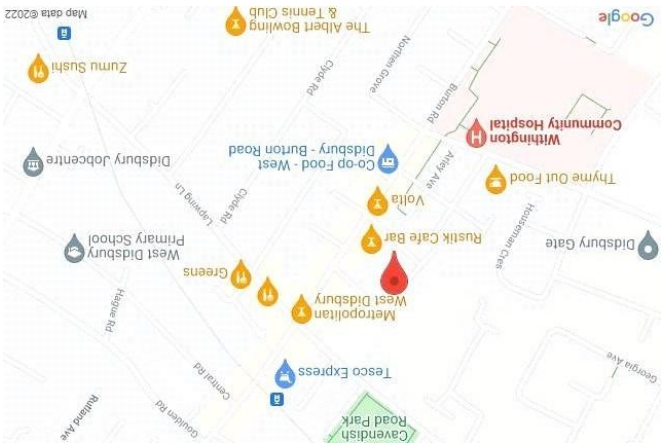 Cavendish
Road Park
Goulden Rd
Rutland Ave
Central Rd
Tesco Express
Georgia Ave
Metropolitan
West Didsbury
Hague Rd
Greens
Didsbury Gate
Rustik Cafe Bar
West Didsbury
Primary School
Houseman Cres
Volta
Clyde Rd
Lapwing Ln
Thyme Out Food
Arley Ave
Co-op Food - West
Didsbury - Burton Road
Didsbury Jobcentre
Withington
Community Hospital
Burton Rd
Northen Grove
Clyde Rd
Zumu Sushi
The Albert Bowling
& Tennis Club
Google
Map data ©2022